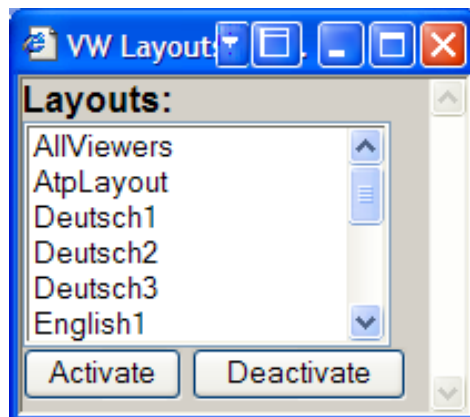 VW Layouts
Layouts:
AllViewers
AtpLayout
Deutsch1
Deutsch2
Deutsch3
English1
Activate Deactivate